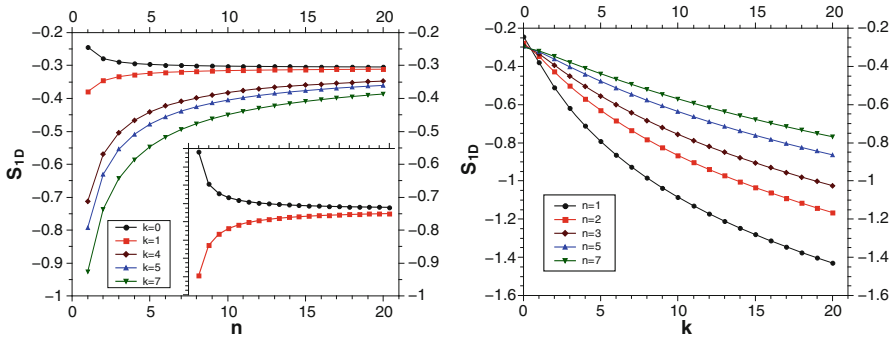 0 5 10 15 20
−0.2 −0.2
−0.3 −0.3
−0.4 −0.4
−0.5 −0.5
−0.6 −0.6
−0.7 −0.7
−0.8 −0.8
−0.9 −0.9
−1 −1
S1D
k=0
k=1
k=4
k=5
k=7
0 5 10 15 20
n
0 5 10 15 20
−0.2 −0.2
−0.4 −0.4
−0.6 −0.6
−0.8 −0.8
−1 −1
−1.2 −1.2
−1.4 −1.4
−1.6 −1.6
S1D
n=1
n=2
n=3
n=5
n=7
0 5 10 15 20
k